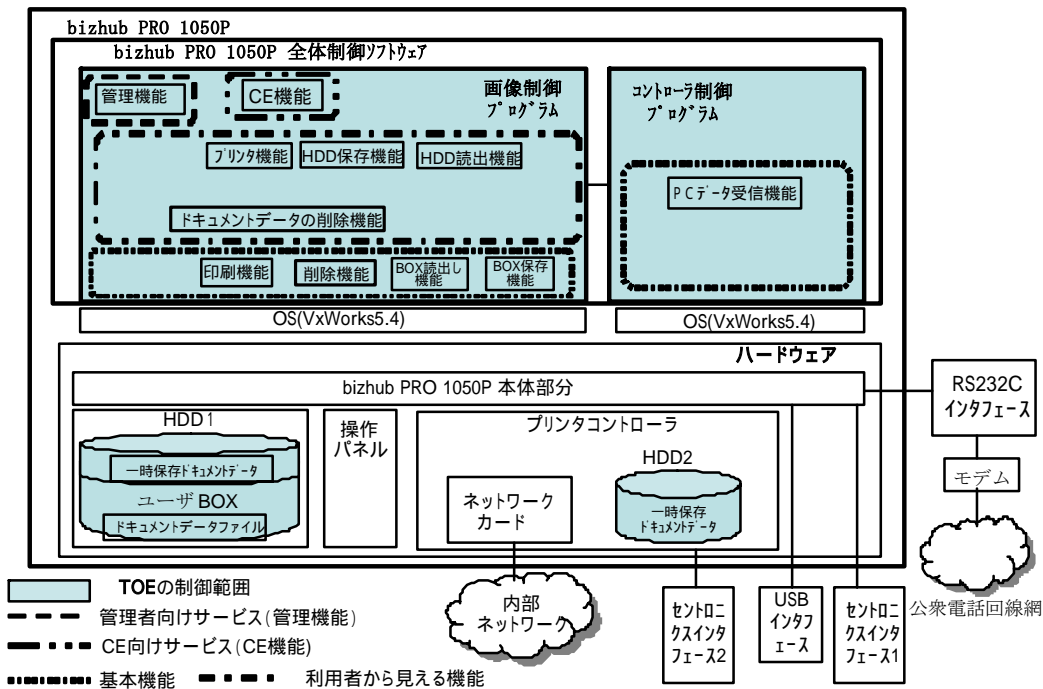 bizhub PRO 1050P
bizhub PRO 1050P 全体制御ソフトウェア
管理機能
CE機能
画像制御
プログラム
プリンタ機能
HDD保存機能
HDD読出機能
ドキュメントデータの削除機能
印刷機能
削除機能
BOX読出し
機能
BOX保存
機能
コントローラ制御
プログラム
PCデータ受信機能
OS(VxWorks5.4)
OS(VxWorks5.4)
ハードウェア
bizhub PRO 1050P 本体部分
HDD1
一時保存ドキュメントデータ
ユーザBOX
ドキュメントデータファイル
操作
パネル
プリンタコントローラ
ネットワーク
カード
HDD2
一時保存
ドキュメントデータ
RS232C
インタフェース
モデム
公衆電話回線網
内部
ネットワーク
セントロニ
クスインタ
フェース2
USB
インタフ
ェース
セントロニ
クスインタ
フェース1
TOEの制御範囲
管理者向けサービス(管理機能)
CE向けサービス(CE機能)
基本機能
利用者から見える機能